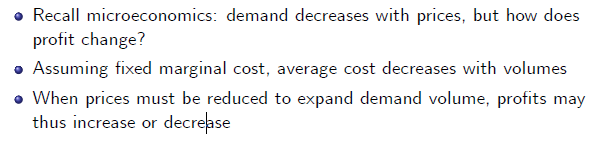 Recall microeconomics: demand decreases with prices, but how does
profit change?
Assuming fixed marginal cost, average cost decreases with volumes
When prices must be reduced to expand demand volume, profits may
thus increase or decrease